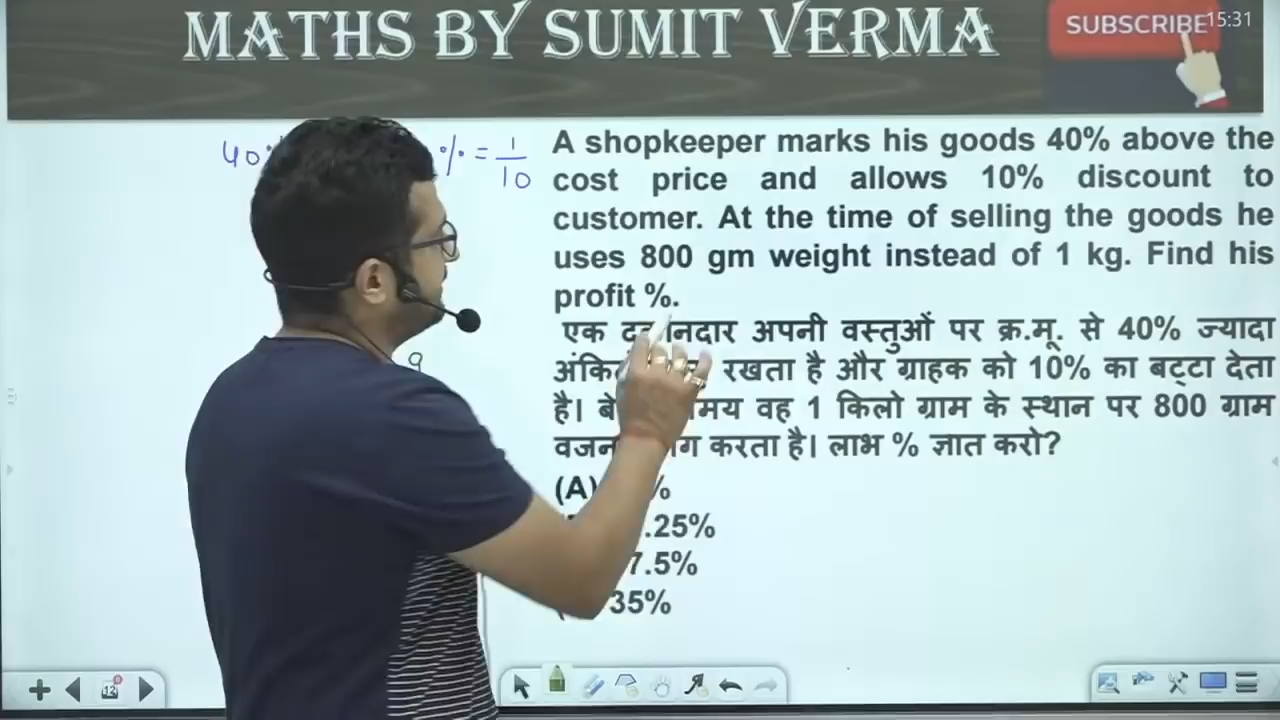 MATHS BY SUMIT VERMA
SUBSCRIBE
15:31
% = 1/10
A shopkeeper marks his goods 40% above the
cost price and allows 10% discount to
customer. At the time of selling the goods he
uses 800 gm weight instead of 1 kg. Find his
profit %.
एक अपनी वस्तुओं पर क्र.मू. से 40% ज्यादा
रखता है और ग्राहक को 10% का बट्टा देता
है। वह 1 किलो ग्राम के स्थान पर 800 ग्राम
वजन करता है। लाभ % ज्ञात करो?
(A) %
.25%
7.5%
35%
9
12